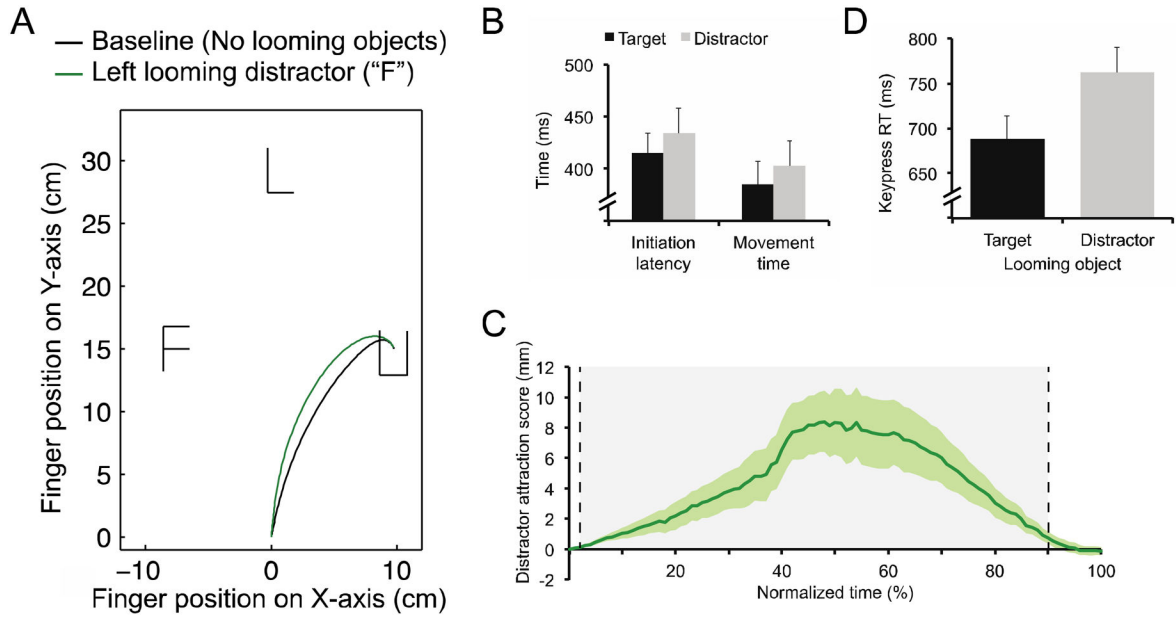 A
Baseline (No looming objects)
Left looming distractor ("F")
Finger position on Y-axis (cm)
30
25
20
15
10
5
0
−10
0
10
Finger position on X-axis (cm)
L
F
U
B
Target
Distractor
Time (ms)
500
450
400
Initiation latency
Movement time
D
Keypress RT (ms)
800
750
700
650
Target
Distractor
Looming object
C
Distractor attraction score (mm)
12
10
8
6
4
2
0
-2
20
40
60
80
100
Normalized time (%)